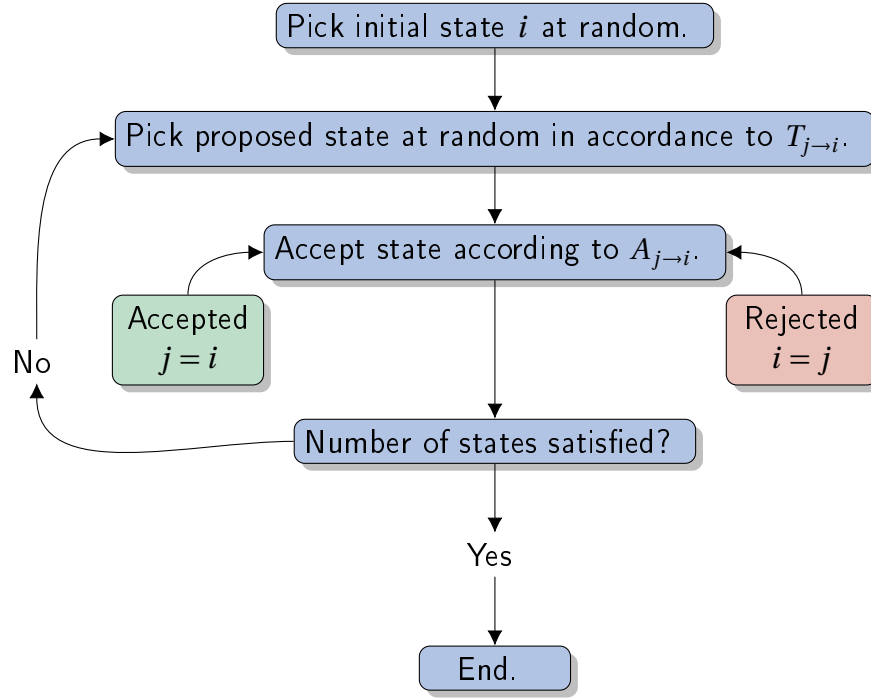 Pick initial state i at random.
Pick proposed state at random in accordance to T_{j→i}.
Accept state according to A_{j→i}.
Accepted
j = i
Rejected
i = j
No
Number of states satisfied?
Yes
End.